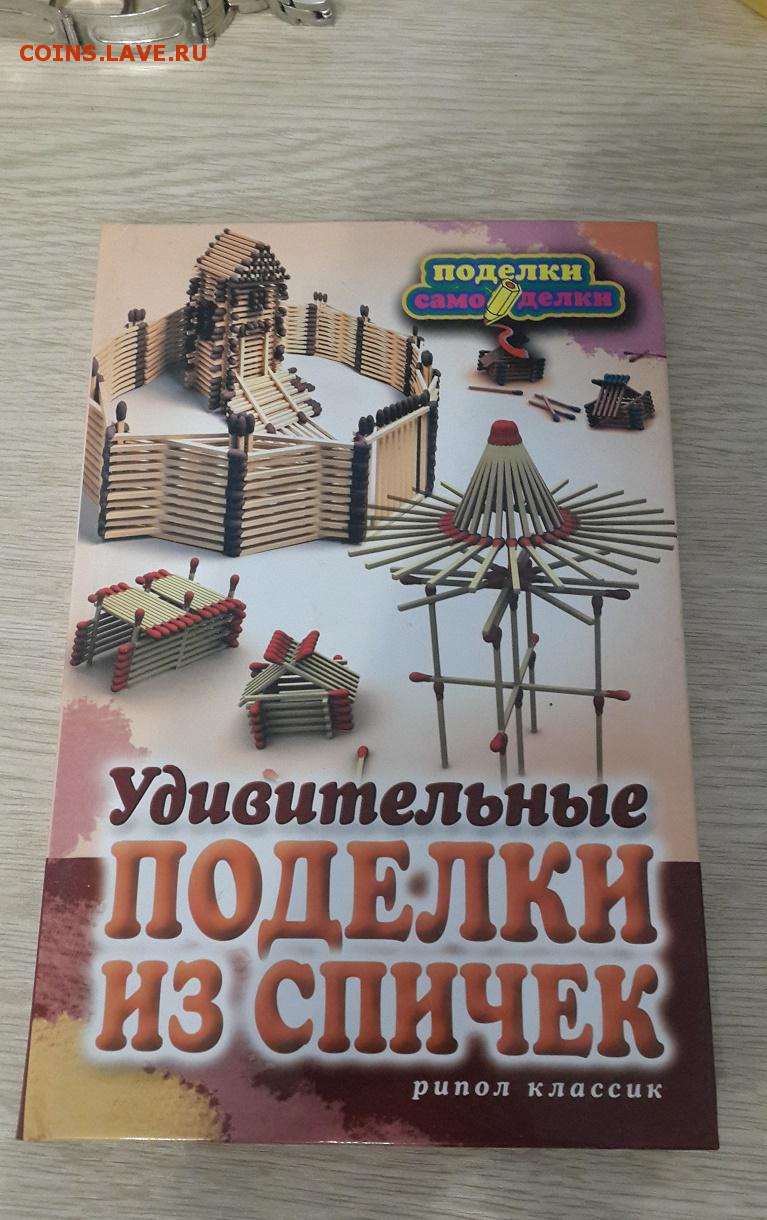 COINS.LAVE.RU
поделки
само делки
Удивительные
ПОДЕЛКИ
ИЗ СПИЧЕК
рипол классик